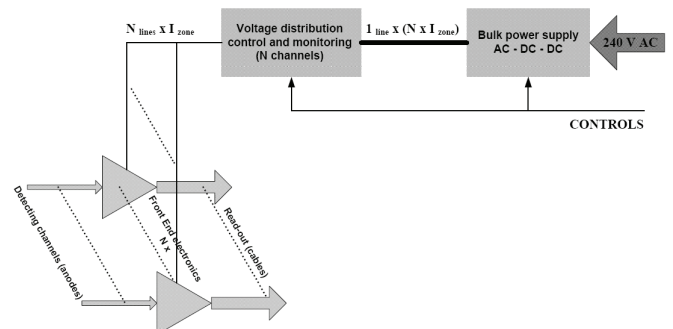 N lines x I zone
Voltage distribution
control and monitoring
(N channels)
1 line x (N x I zone)
Bulk power supply
AC - DC - DC
240 V AC
CONTROLS
Detecting channels (anodes)
Front End electronics
N x
Read-out (cables)